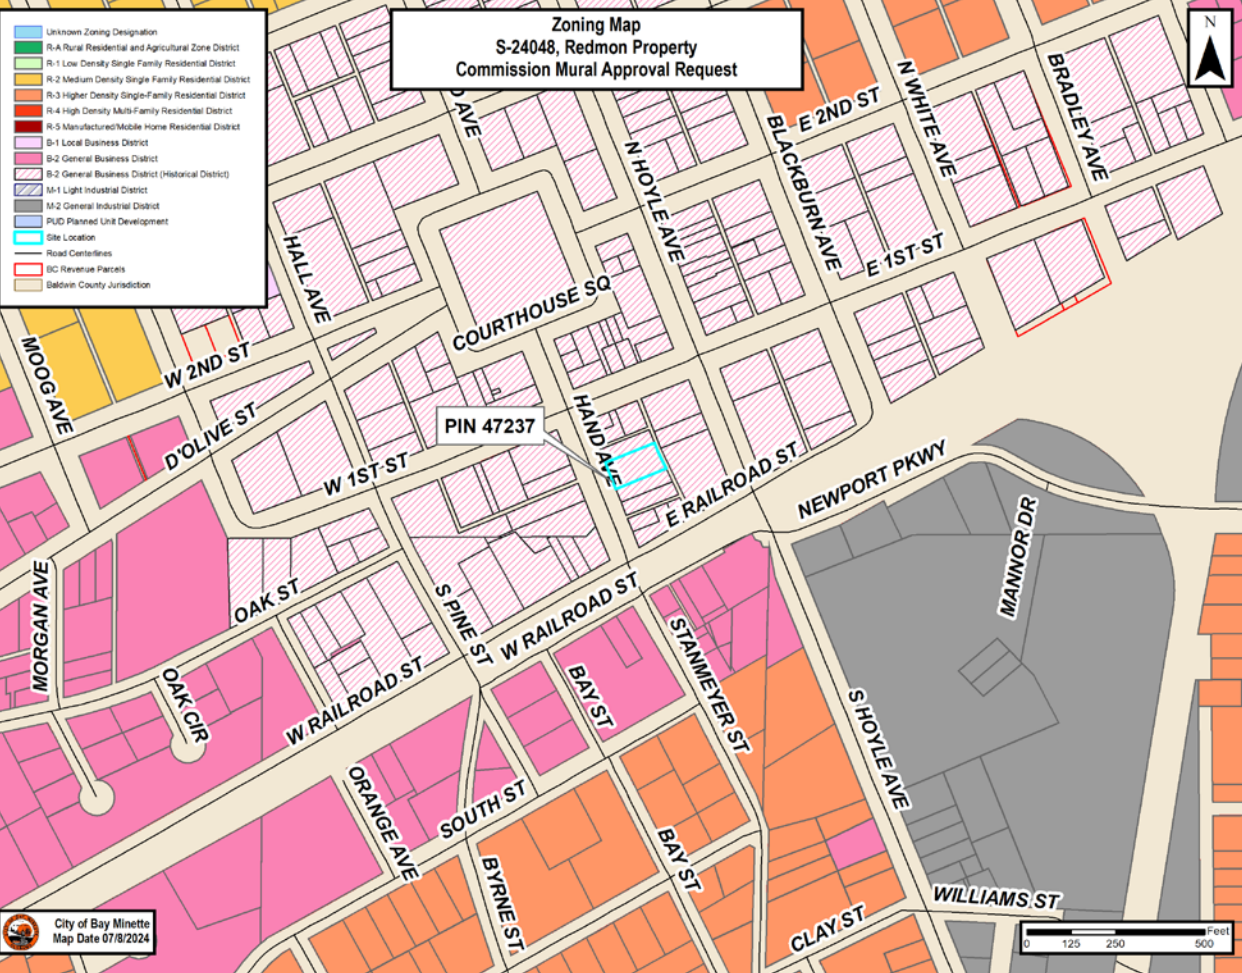 Zoning Map
S-24048, Redmon Property
Commission Mural Approval Request
N
Unknown Zoning Designation
R-A Rural Residential and Agricultural Zone District
R-1 Low Density Single Family Residential District
R-2 Medium Density Single Family Residential District
R-3 Higher Density Single-Family Residential District
R-4 High Density Multi-Family Residential District
R-5 Manufactured/Mobile Home Residential District
B-1 Local Business District
B-2 General Business District
B-2 General Business District (Historical District)
M-1 Light Industrial District
M-2 General Industrial District
PUD Planned Unit Development
Site Location
Road Centerlines
BC Revenue Parcels
Baldwin County Jurisdiction
D AVE
E 2ND ST
N WHITE AVE
BRADLEY AVE
N HOYLE AVE
BLACKBURN AVE
E 1ST ST
HALL AVE
COURTHOUSE SQ
MOOG AVE
W 2ND ST
D'OLIVE ST
HAND AVE
PIN 47237
W 1ST ST
E RAILROAD ST
NEWPORT PKWY
MANNOR DR
MORGAN AVE
OAK ST
S PINE ST
W RAILROAD ST
STANMEYER ST
OAK CIR
W RAILROAD ST
BAY ST
S HOYLE AVE
ORANGE AVE
SOUTH ST
BAY ST
BYRNE ST
WILLIAMS ST
CLAY ST
City of Bay Minette
Map Date 07/8/2024
Feet
0 125 250 500